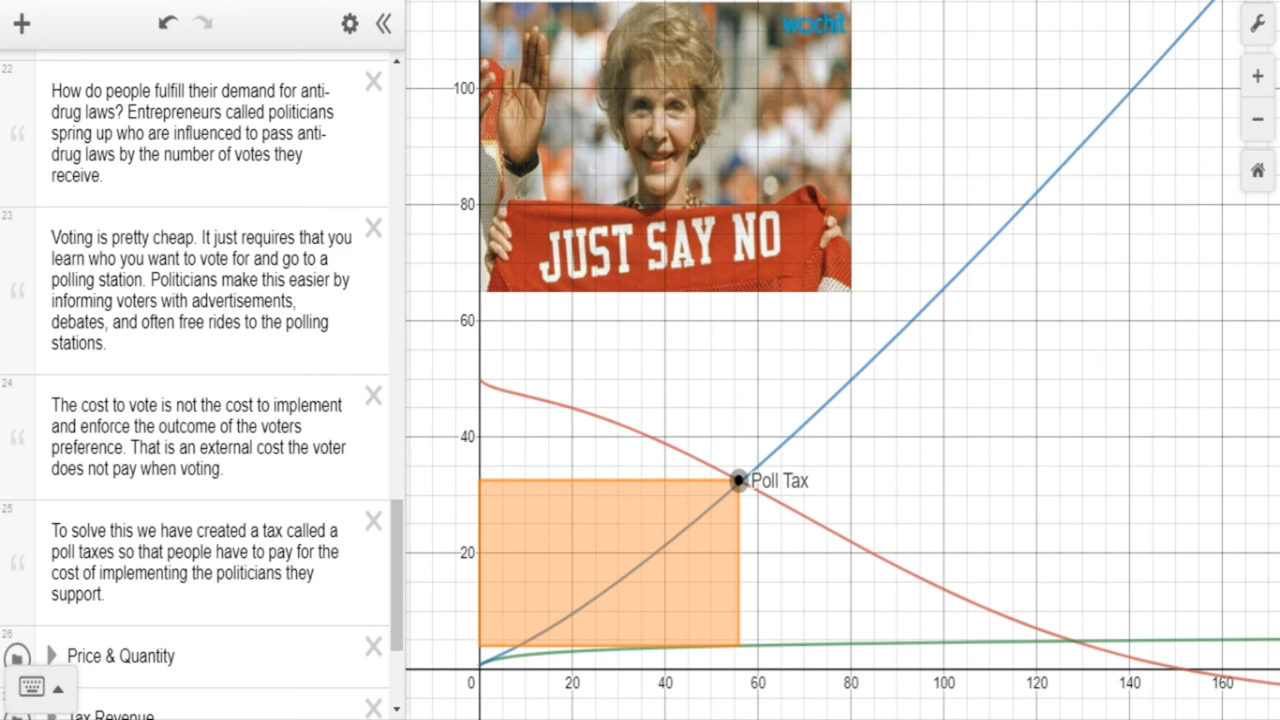 22
How do people fulfill their demand for anti-
drug laws? Entrepreneurs called politicians
spring up who are influenced to pass anti-
drug laws by the number of votes they
receive.
23
Voting is pretty cheap. It just requires that you
learn who you want to vote for and go to a
polling station. Politicians make this easier by
informing voters with advertisements,
debates, and often free rides to the polling
stations.
24
The cost to vote is not the cost to implement
and enforce the outcome of the voters
preference. That is an external cost the voter
does not pay when voting.
25
To solve this we have created a tax called a
poll taxes so that people have to pay for the
cost of implementing the politicians they
support.
26
Price & Quantity
Tax Revenue
wochit
JUST SAY NO
100
80
60
40
20
Poll Tax
0 20 40 60 80 100 120 140 160